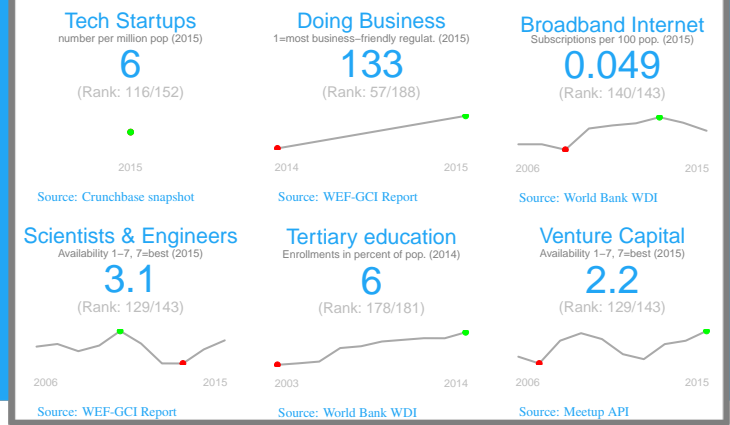 Tech Startups
number per million pop (2015)
6
(Rank: 116/152)
2015
Source: Crunchbase snapshot
Doing Business
1=most business−friendly regulat. (2015)
133
(Rank: 57/188)
2014
2015
Source: WEF-GCI Report
Broadband Internet
Subscriptions per 100 pop. (2015)
0.049
(Rank: 140/143)
2006
2015
Source: World Bank WDI
Scientists & Engineers
Availability 1−7, 7=best (2015)
3.1
(Rank: 129/143)
2006
2015
Source: WEF-GCI Report
Tertiary education
Enrollments in percent of pop. (2014)
6
(Rank: 178/181)
2003
2014
Source: World Bank WDI
Venture Capital
Availability 1−7, 7=best (2015)
2.2
(Rank: 129/143)
2006
2015
Source: Meetup API